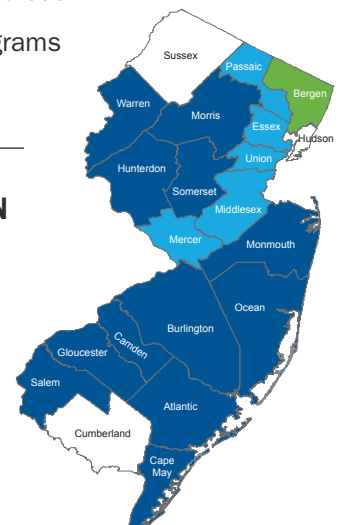 grams
N
Sussex
Passaic
Bergen
Warren
Morris
Essex
Hudson
Union
Hunterdon
Somerset
Middlesex
Mercer
Monmouth
Ocean
Burlington
Camden
Gloucester
Salem
Atlantic
Cumberland
Cape
May